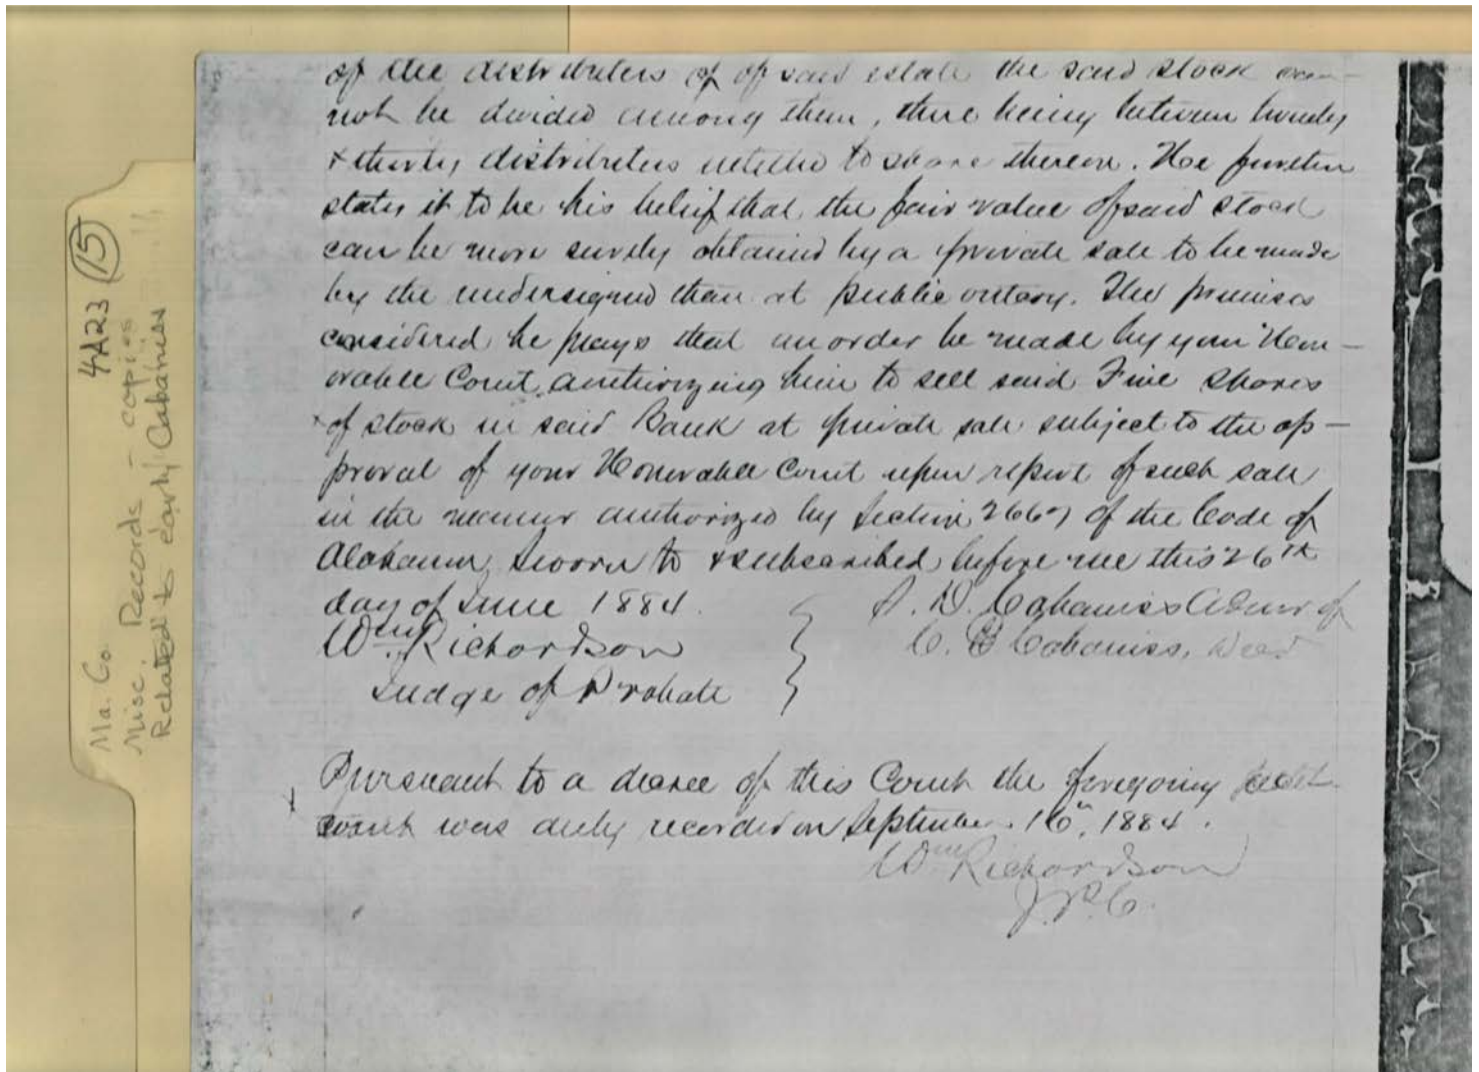 of the distributers of of said estate the said stock can-
not be divided among them, there being between twenty
& thirty distributers entitled to share therein. He further
states it to be his belief that the fair value of said stock
can be more surely obtained by a private sale to be made
by the undersigned than at public outcry. The premises
considered he prays that an order be made by your Hon-
orable Court authorizing him to sell said Five shares
of stock in said Bank at private sale subject to the ap-
proval of your Honorable Court upon report of such sale
in the manner authorized by Section 2667 of the Code of
Alabama, Sworn to & subscribed before me this 26th
day of June 1884.
Wm Richardson
Judge of Probate
Cabaniss Admr of
C. Cabaniss, Decd
Pursuant to a decree of this Court the foregoing
was duly recorded on September 16", 1884.
Wm Richardson
J.P.C.
4A23 15
Ma. Co.
Misc. Records - copies
Related to early Cabaniss